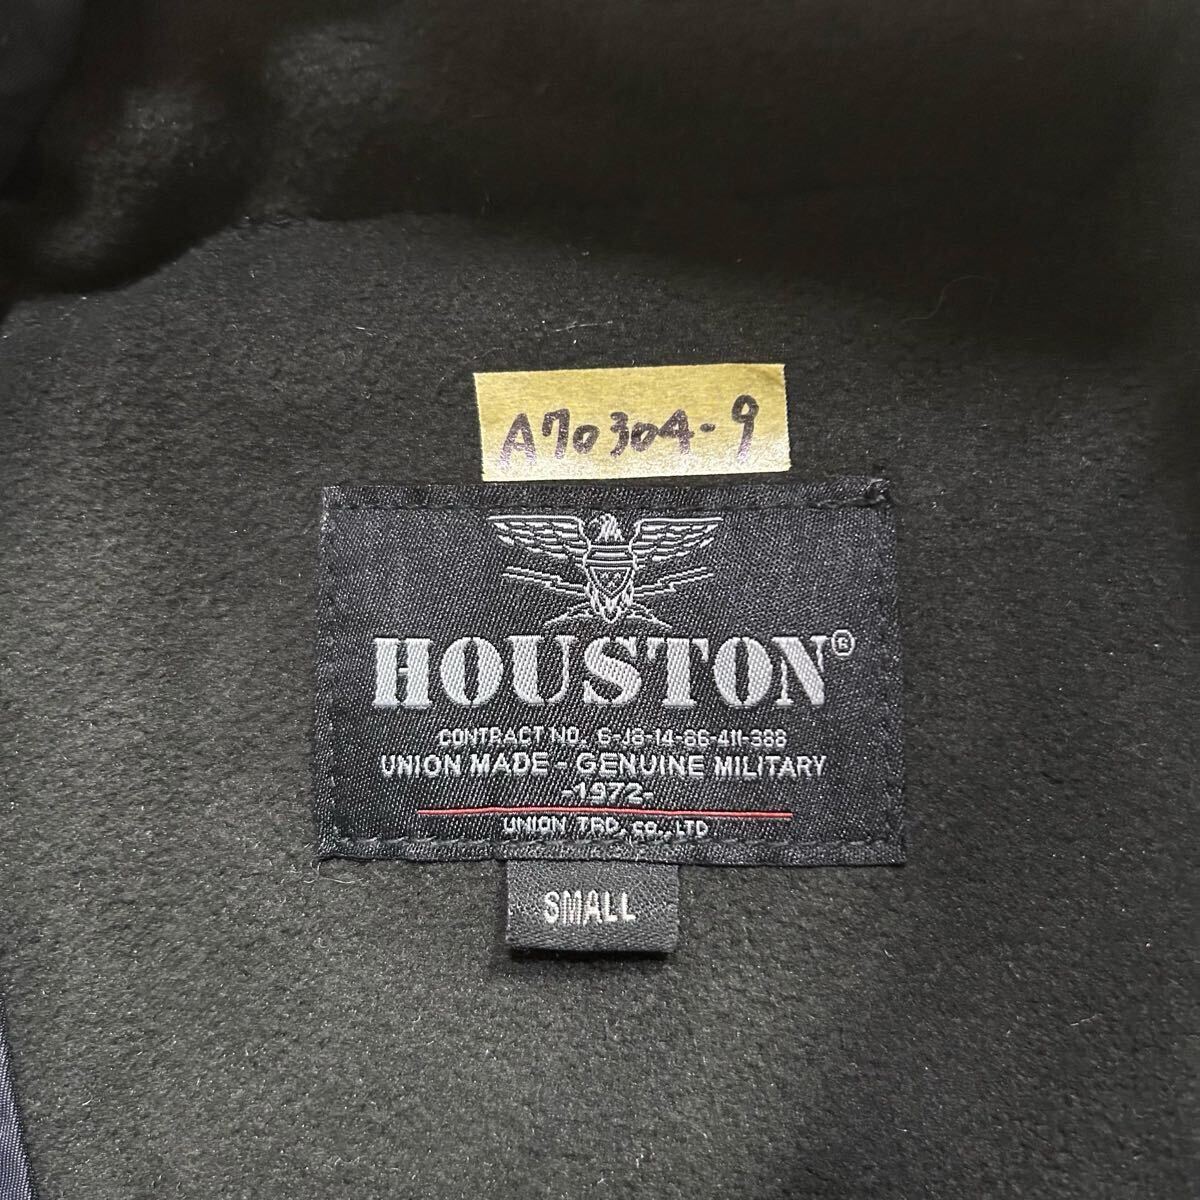 A70304-9
HOUSTON®
CONTRACT NO. 6-J8-14-86-411-388
UNION MADE - GENUINE MILITARY
-1972-
UNION TRD. CO.,LTD
SMALL